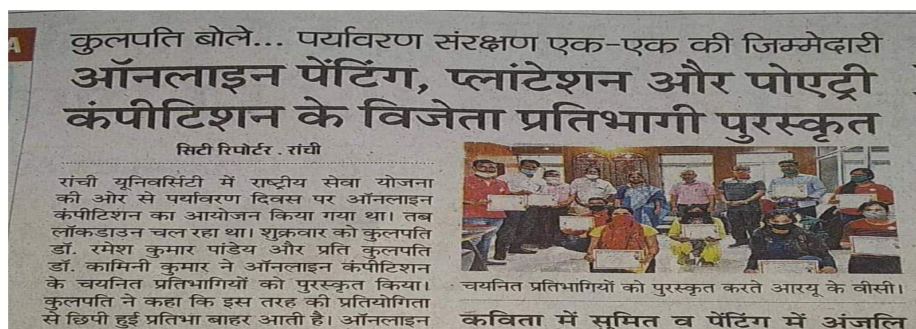 कुलपति बोले... पर्यावरण संरक्षण एक-एक की जिम्मेदारी
ऑनलाइन पेंटिंग, प्लांटेशन और पोएट्री
कंपीटिशन के विजेता प्रतिभागी पुरस्कृत
सिटी रिपोर्टर . रांची
रांची यूनिवर्सिटी में राष्ट्रीय सेवा योजना
की ओर से पर्यावरण दिवस पर ऑनलाइन
कंपीटिशन का आयोजन किया गया था। तब
लॉकडाउन चल रहा था। शुक्रवार को कुलपति
डॉ. रमेश कुमार पांडेय और प्रति कुलपति
डॉ. कामिनी कुमार ने ऑनलाइन कंपीटिशन
के चयनित प्रतिभागियों को पुरस्कृत किया।
कुलपति ने कहा कि इस तरह की प्रतियोगिता
से छिपी हुई प्रतिभा बाहर आती है। ऑनलाइन
चयनित प्रतिभागियों को पुरस्कृत करते आरयू के वीसी।
कविता में सुमित व पेंटिंग में अंजलि